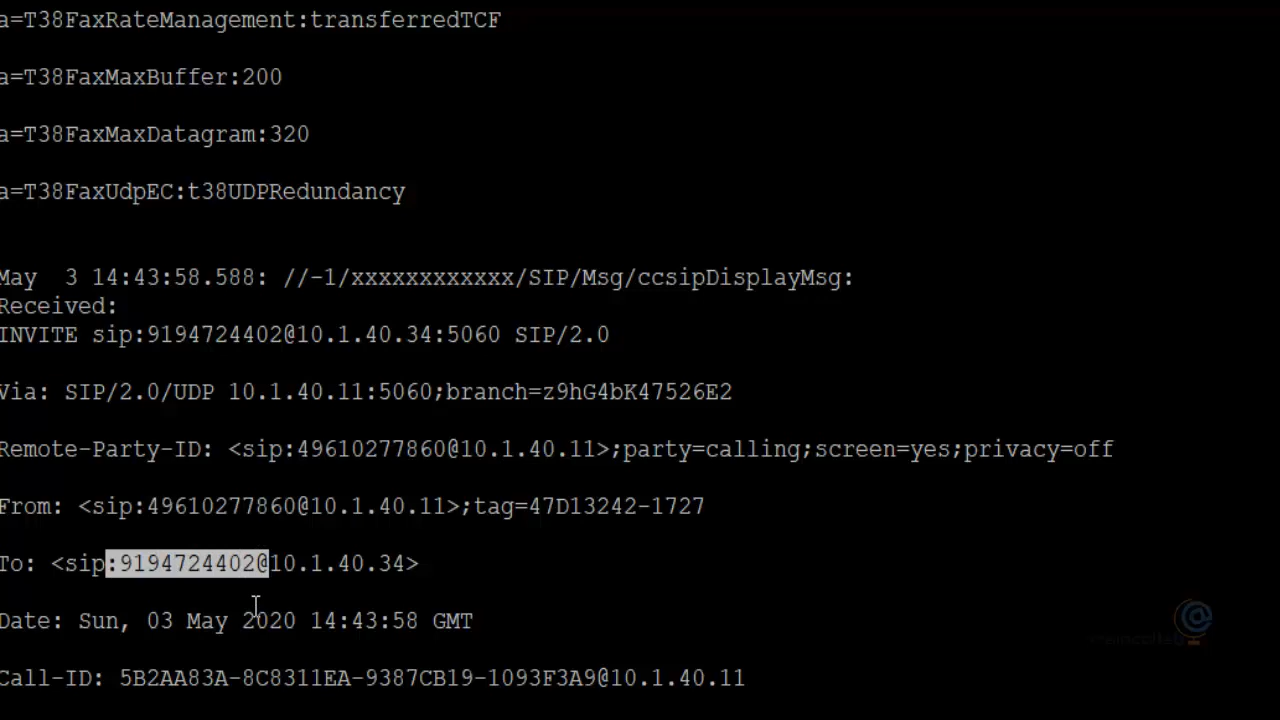 a=T38FaxRateManagement:transferredTCF
a=T38FaxMaxBuffer:200
a=T38FaxMaxDatagram:320
a=T38FaxUdpEC:t38UDPRedundancy
May  3 14:43:58.588: //-1/xxxxxxxxxxxx/SIP/Msg/ccsipDisplayMsg:
Received:
INVITE sip:9194724402@10.1.40.34:5060 SIP/2.0
Via: SIP/2.0/UDP 10.1.40.11:5060;branch=z9hG4bK47526E2
Remote-Party-ID: <sip:49610277860@10.1.40.11>;party=calling;screen=yes;privacy=off
From: <sip:49610277860@10.1.40.11>;tag=47D13242-1727
To: <sip:9194724402@10.1.40.34>
Date: Sun, 03 May 2020 14:43:58 GMT
Call-ID: 5B2AA83A-8C8311EA-9387CB19-1093F3A9@10.1.40.11